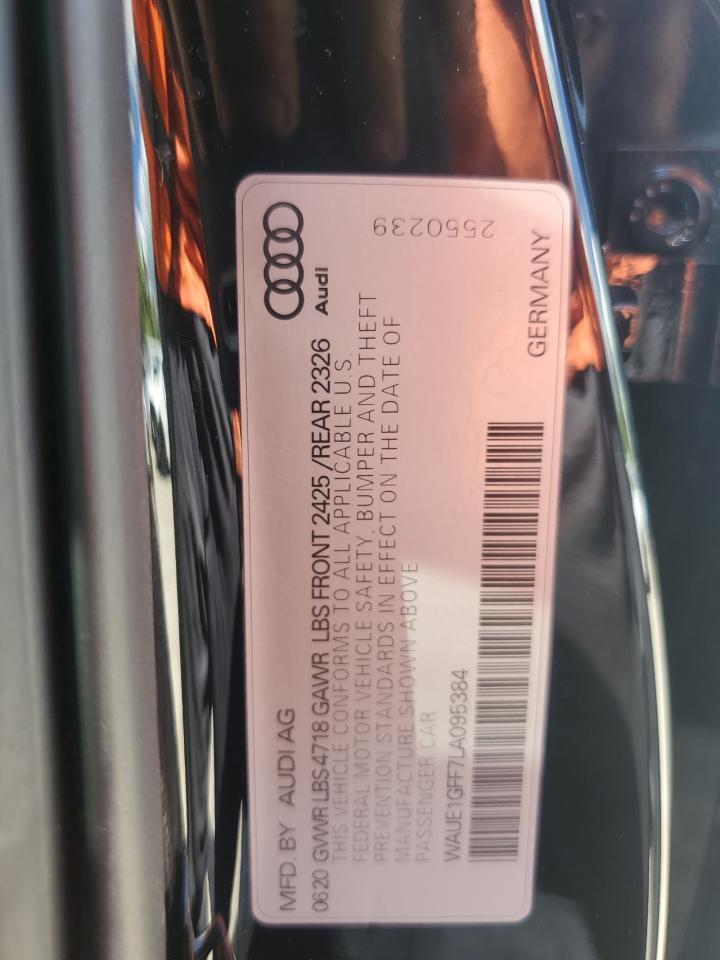 MFD. BY AUDI AG
Audi
0620 GVWR LBS4718 GAWR LBS FRONT 2425 /REAR 2326
THIS VEHICLE CONFORMS TO ALL APPLICABLE U.S.
FEDERAL MOTOR VEHICLE SAFETY, BUMPER AND THEFT
PREVENTION STANDARDS IN EFFECT ON THE DATE OF
MANUFACTURE SHOWN ABOVE
PASSENGER CAR
2550239
WAUE1GFF7LA095384
GERMANY